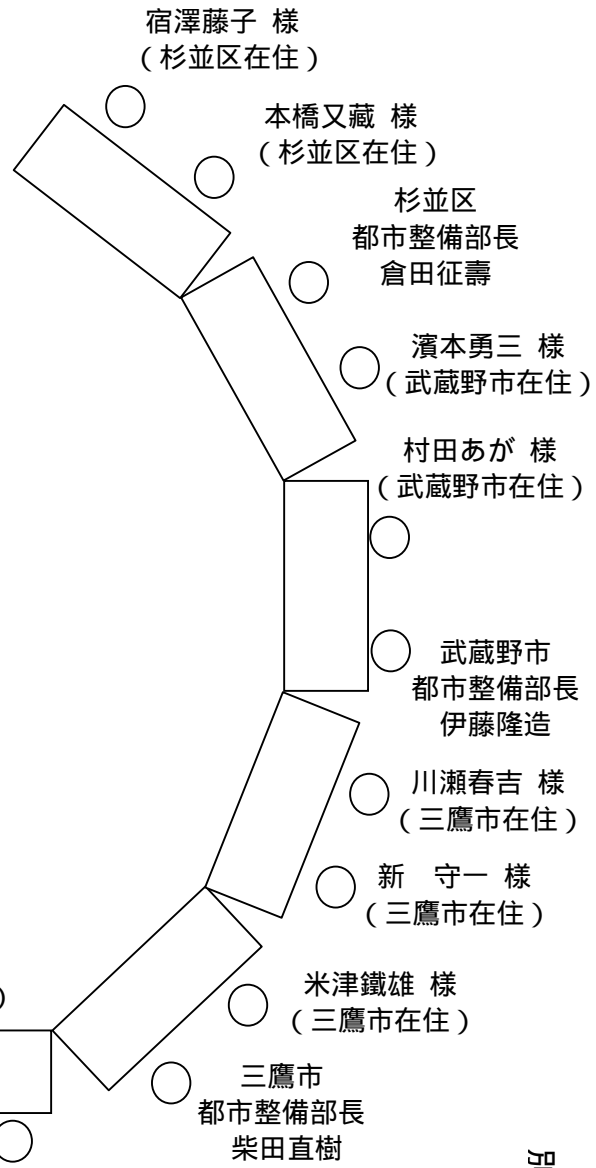 宿澤藤子 様
（杉並区在住）
本橋又藏 様
（杉並区在住）
杉並区
都市整備部長
倉田征壽
濱本勇三 様
（武蔵野市在住）
村田あが 様
（武蔵野市在住）
武蔵野市
都市整備部長
伊藤隆造
川瀬春吉 様
（三鷹市在住）
新　守一 様
（三鷹市在住）
米津鐵雄 様
（三鷹市在住）
三鷹市
都市整備部長
柴田直樹
別